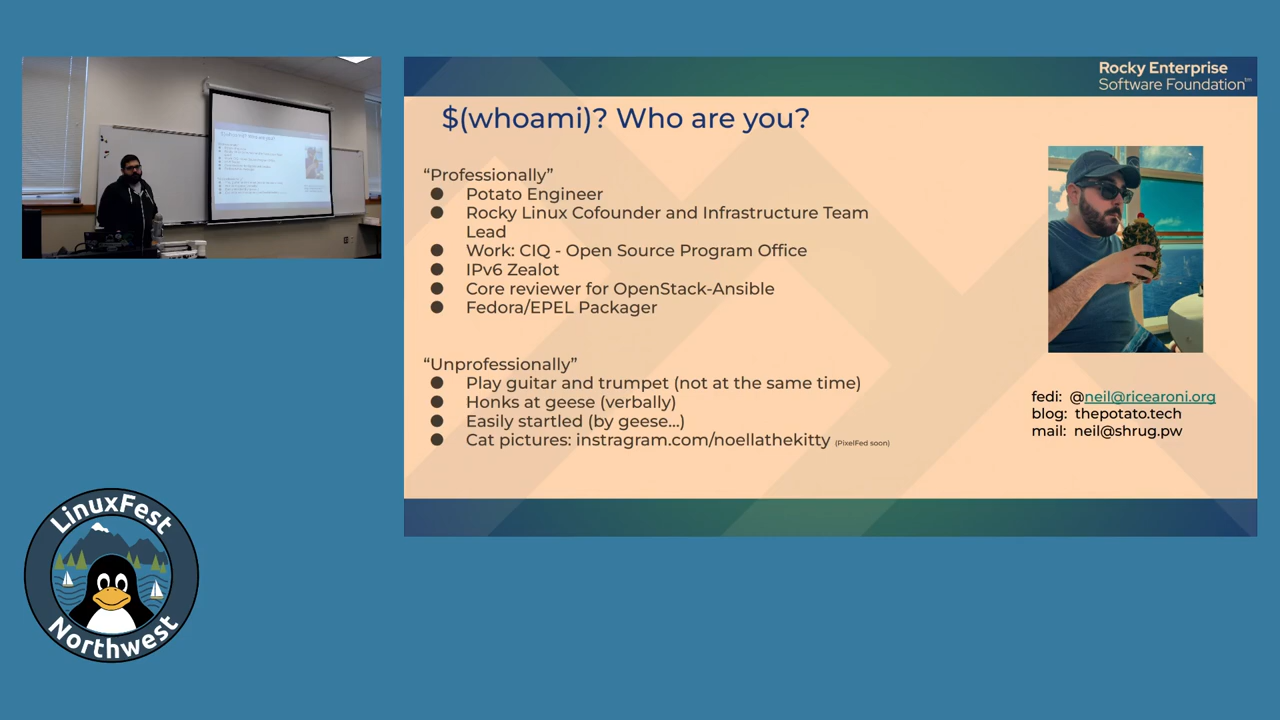 Rocky Enterprise
Software Foundation™
$(whoami)? Who are you?
“Professionally”
● Potato Engineer
● Rocky Linux Cofounder and Infrastructure Team
Lead
● Work: CIQ - Open Source Program Office
● IPv6 Zealot
● Core reviewer for OpenStack-Ansible
● Fedora/EPEL Packager
“Unprofessionally”
● Play guitar and trumpet (not at the same time)
● Honks at geese (verbally)
● Easily startled (by geese...)
● Cat pictures: instragram.com/noellathekitty (PixelFed soon)
fedi: @neil@ricearoni.org
blog: thepotato.tech
mail: neil@shrug.pw
LinuxFest
Northwest